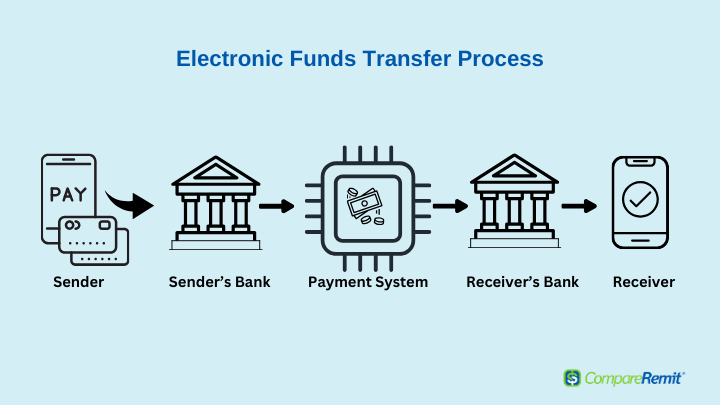 Electronic Funds Transfer Process
PAY
Sender
Sender’s Bank
Payment System
Receiver’s Bank
Receiver
CompareRemit